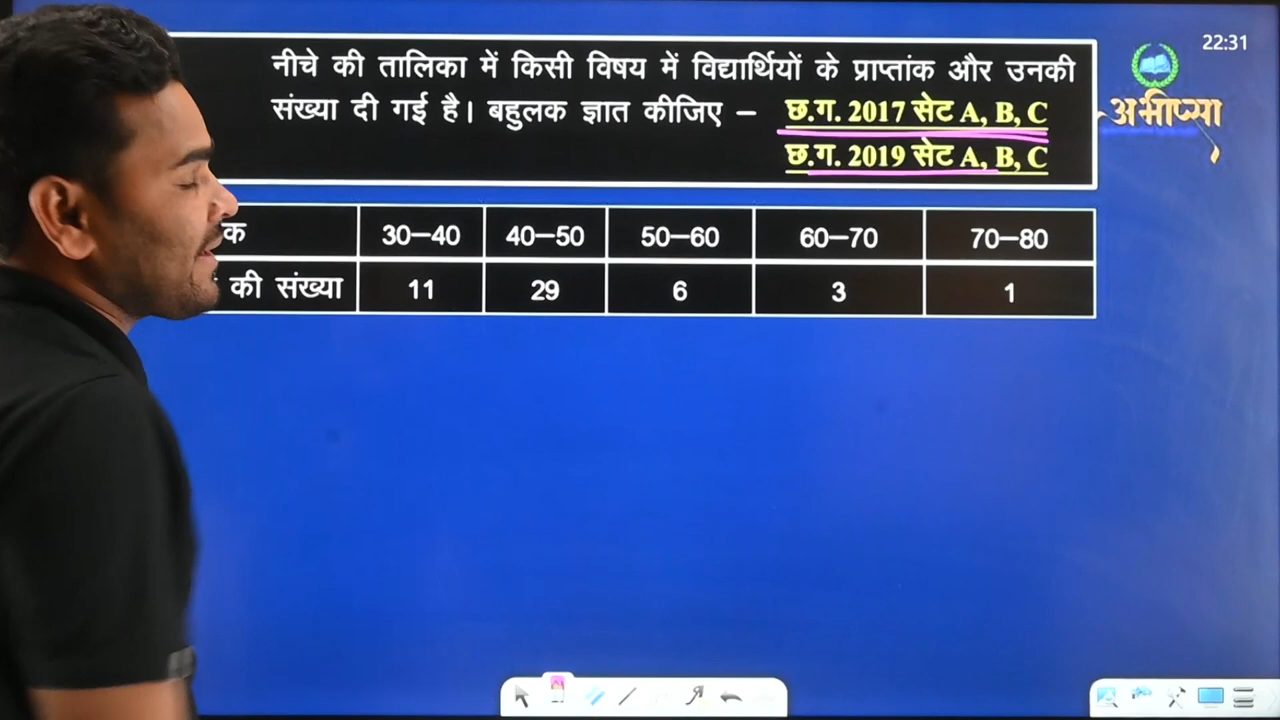 22:31
नीचे की तालिका में किसी विषय में विद्यार्थियों के प्राप्तांक और उनकी
संख्या दी गई है। बहुलक ज्ञात कीजिए – छ.ग. 2017 सेट A, B, C
छ.ग. 2019 सेट A, B, C
अभीप्सा
30–40 40–50 50–60 60–70 70–80
की संख्या 11 29 6 3 1